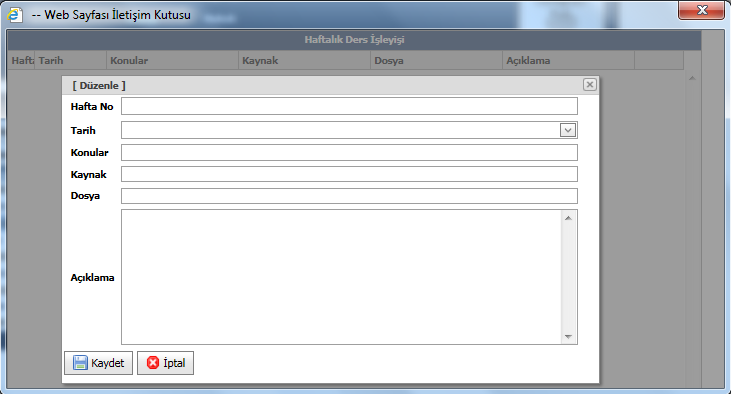 -- Web Sayfası İletişim Kutusu
Haftalık Ders İşleyişi
Hafta Tarih Konular Kaynak Dosya Açıklama
[ Düzenle ]
Hafta No
Tarih
Konular
Kaynak
Dosya
Açıklama
Kaydet İptal